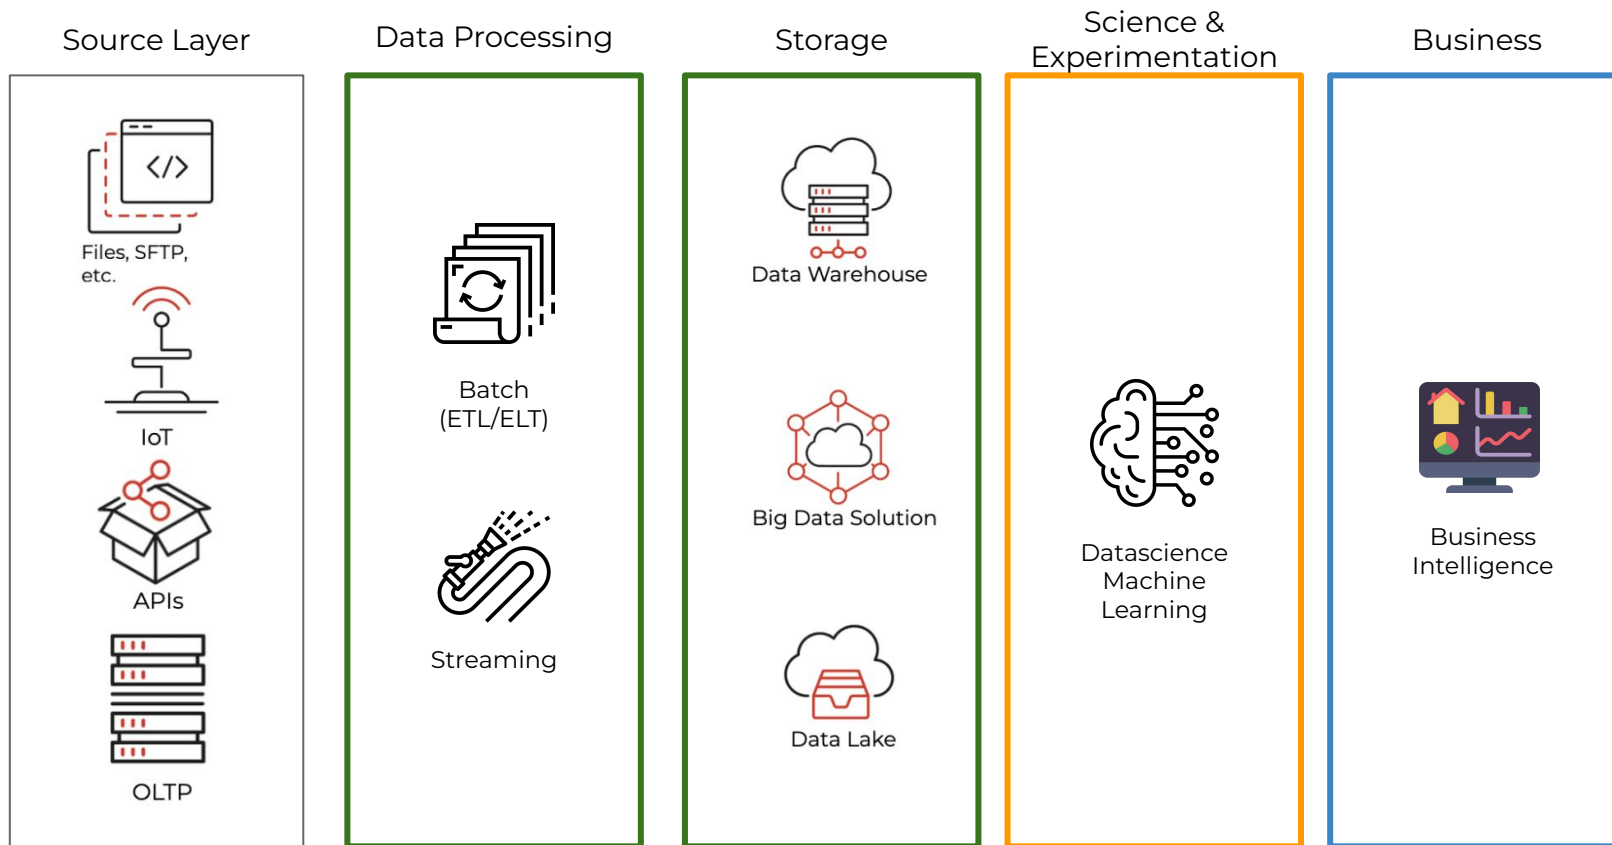 Source Layer
Files, SFTP,
etc.
IoT
APIs
OLTP
Data Processing
Batch
(ETL/ELT)
Streaming
Storage
Data Warehouse
Big Data Solution
Data Lake
Science &
Experimentation
Datascience
Machine
Learning
Business
Business
Intelligence